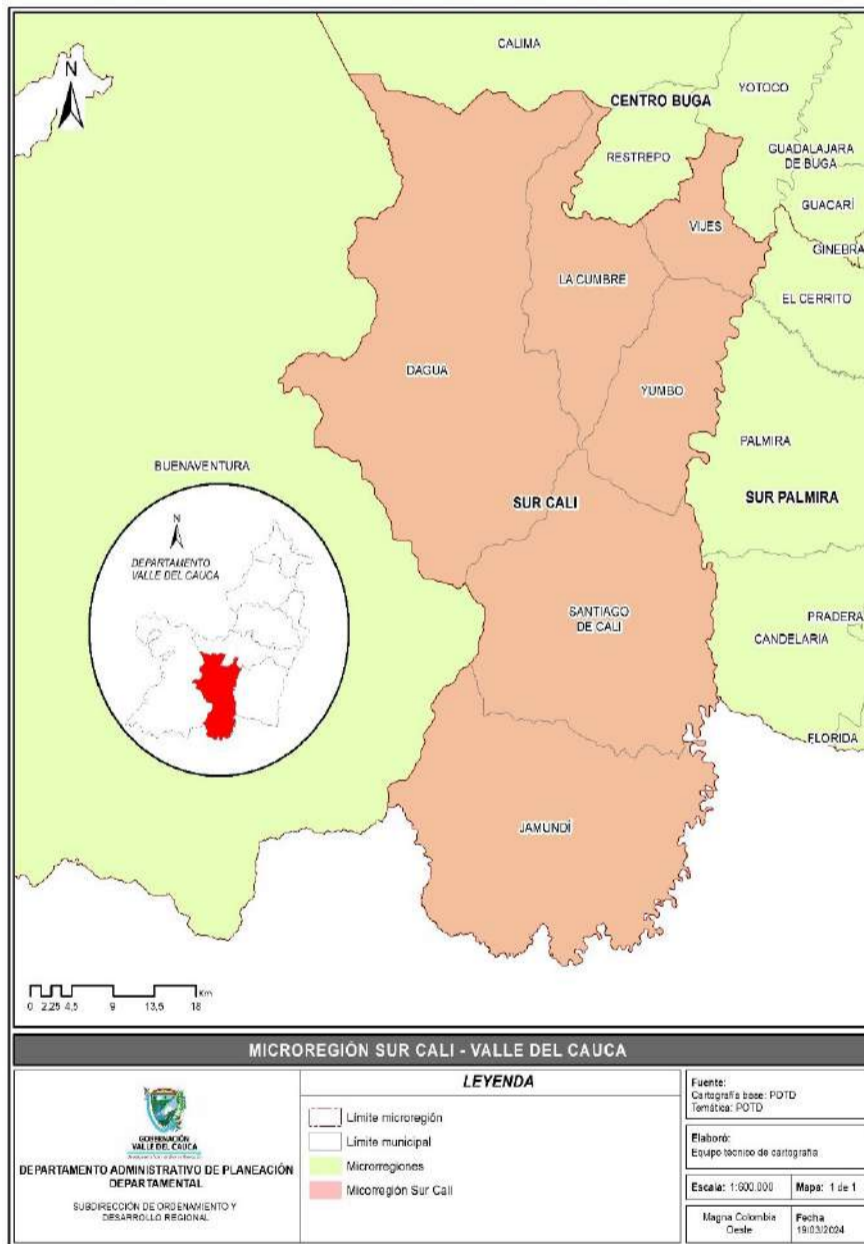 CALIMA
N
CENTRO BUGA
YOTOCO
RESTREPO
GUADALAJARA
DE BUGA
GUACARÍ
VIJES
GINEBRA
LA CUMBRE
EL CERRITO
DAGUA
YUMBO
PALMIRA
BUENAVENTURA
SUR CALI
SUR PALMIRA
N
DEPARTAMENTO
VALLE DEL CAUCA
SANTIAGO
DE CALI
PRADERA
CANDELARIA
FLORIDA
JAMUNDÍ
Km
0 2,25 4,5 9 13,5 18
MICROREGIÓN SUR CALI - VALLE DEL CAUCA
LEYENDA
Límite microregión
Límite municipal
Microrregiones
Micorregión Sur Cali
GOBERNACIÓN
VALLE DEL CAUCA
DEPARTAMENTO ADMINISTRATIVO DE PLANEACIÓN
DEPARTAMENTAL
SUBDIRECCIÓN DE ORDENAMIENTO Y
DESARROLLO REGIONAL
Fuente:
Cartografía base: POTD
Temática: POTD
Elaboró:
Equipo técnico de cartografía
Escala: 1:600.000
Mapa: 1 de 1
Magna Colombia
Oeste
Fecha
19/03/2024